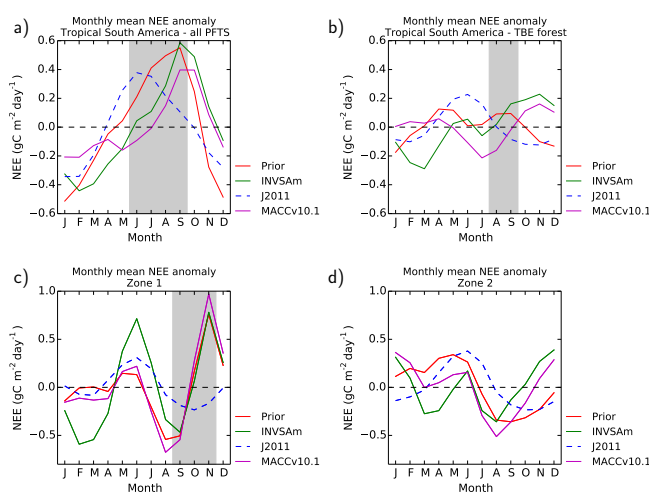 a)
Monthly mean NEE anomaly
Tropical South America - all PFTS
NEE (gC m⁻² day⁻¹)
0.6
0.4
0.2
0.0
−0.2
−0.4
−0.6
J F M A M J J A S O N D
Month
Prior
INVSAm
J2011
MACCv10.1
b)
Monthly mean NEE anomaly
Tropical South America - TBE forest
NEE (gC m⁻² day⁻¹)
0.6
0.4
0.2
0.0
−0.2
−0.4
−0.6
J F M A M J J A S O N D
Month
Prior
INVSAm
J2011
MACCv10.1
c)
Monthly mean NEE anomaly
Zone 1
NEE (gC m⁻² day⁻¹)
1.0
0.5
0.0
−0.5
J F M A M J J A S O N D
Month
Prior
INVSAm
J2011
MACCv10.1
d)
Monthly mean NEE anomaly
Zone 2
NEE (gC m⁻² day⁻¹)
1.0
0.5
0.0
−0.5
J F M A M J J A S O N D
Month
Prior
INVSAm
J2011
MACCv10.1